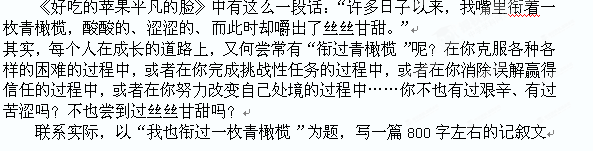 《好吃的苹果平凡的脸》中有这么一段话：“许多日子以来，我嘴里衔着一
枚青橄榄，酸酸的、涩涩的、而此时却嚼出了丝丝甘甜。”
其实，每个人在成长的道路上，又何尝常有“衔过青橄榄 ”呢？在你克服各种各
样的困难的过程中，或者在你完成挑战性任务的过程中，或者在你消除误解赢得
信任的过程中，或者在你努力改变自己处境的过程中……你不也有过艰辛、有过
苦涩吗？不也尝到过丝丝甘甜吗？
联系实际，以“我也衔过一枚青橄榄 ”为题，写一篇 800 字左右的记叙文